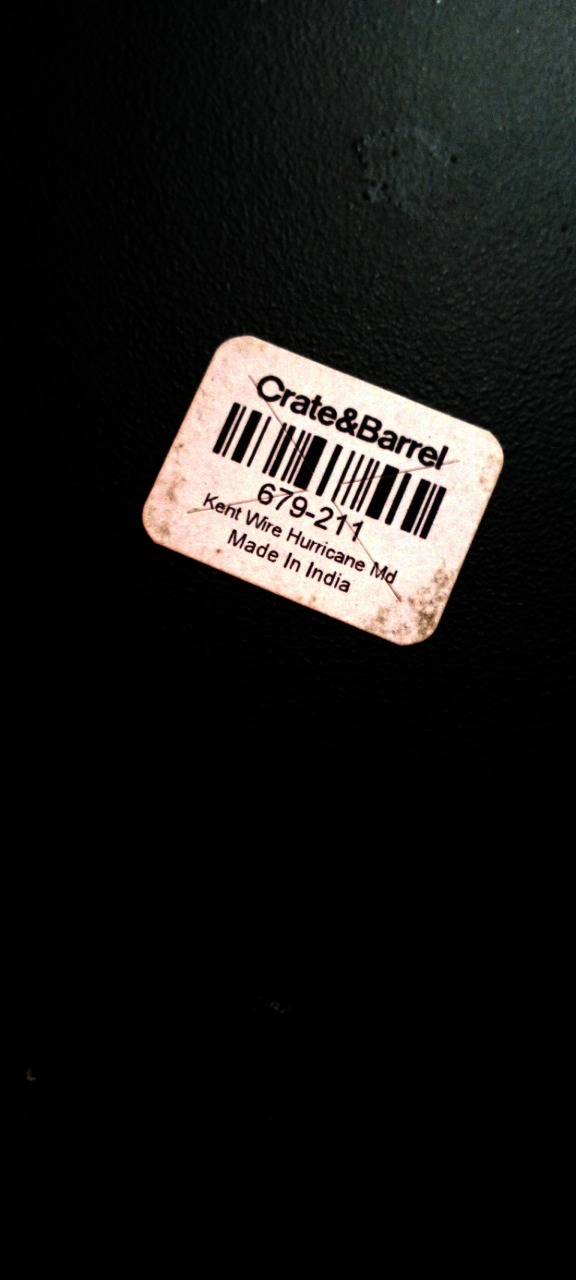 Crate&Barrel
679-211
Kent Wire Hurricane Md
Made In India